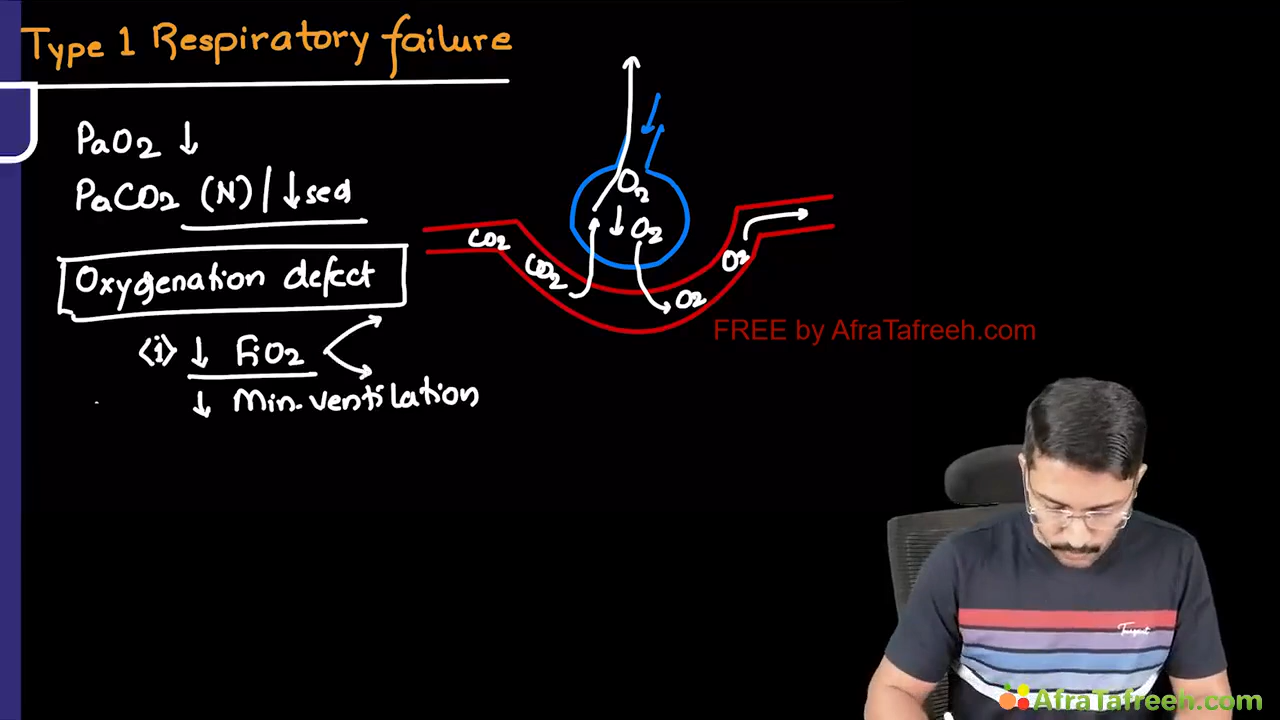 Type 1 Respiratory failure
PaO2 ↓
PaCO2 (N) / ↓sed
Oxygenation defect
<i> ↓ FiO2
↓ Min. ventilation
O2
↓ O2
CO2
CO2
O2
O2
FREE by AfraTafreeh.com
Tangent
AfraTafreeh.com